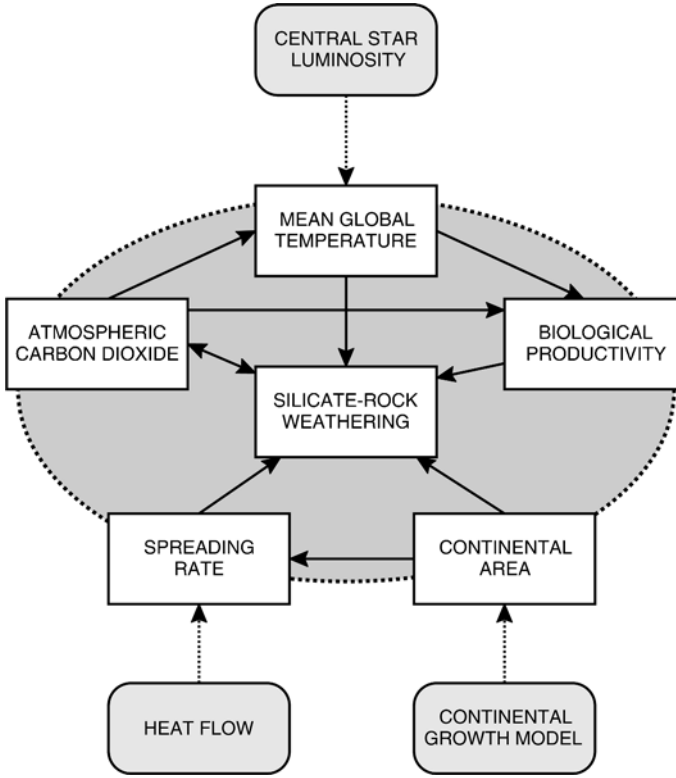 CENTRAL STAR
LUMINOSITY
MEAN GLOBAL
TEMPERATURE
ATMOSPHERIC
CARBON DIOXIDE
BIOLOGICAL
PRODUCTIVITY
SILICATE-ROCK
WEATHERING
SPREADING
RATE
CONTINENTAL
AREA
HEAT FLOW
CONTINENTAL
GROWTH MODEL